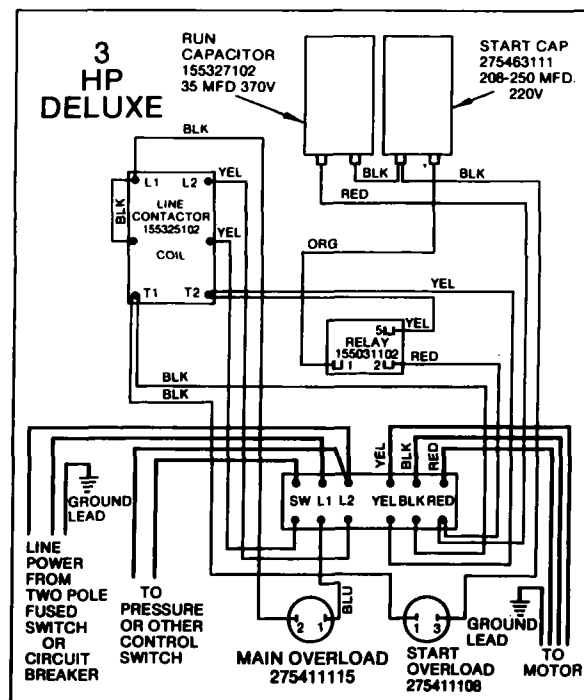 3
HP
DELUXE
RUN
CAPACITOR
155327102
35 MFD 370V
START CAP
275463111
208-250 MFD.
220V
BLK
BLK
BLK
RED
L1 L2
YEL
LINE
CONTACTOR
155325102
BLK
YEL
COIL
ORG
T1 T2
YEL
5
YEL
RELAY
155031102
1 2
RED
BLK
BLK
YEL
BLK
RED
GROUND
LEAD
SW L1 L2 YEL BLK RED
LINE
POWER
FROM
TWO POLE
FUSED
SWITCH
OR
CIRCUIT
BREAKER
TO
PRESSURE
OR OTHER
CONTROL
SWITCH
BLU
2 1
MAIN OVERLOAD
275411115
1 3
START
OVERLOAD
275411108
GROUND
LEAD
TO
MOTOR